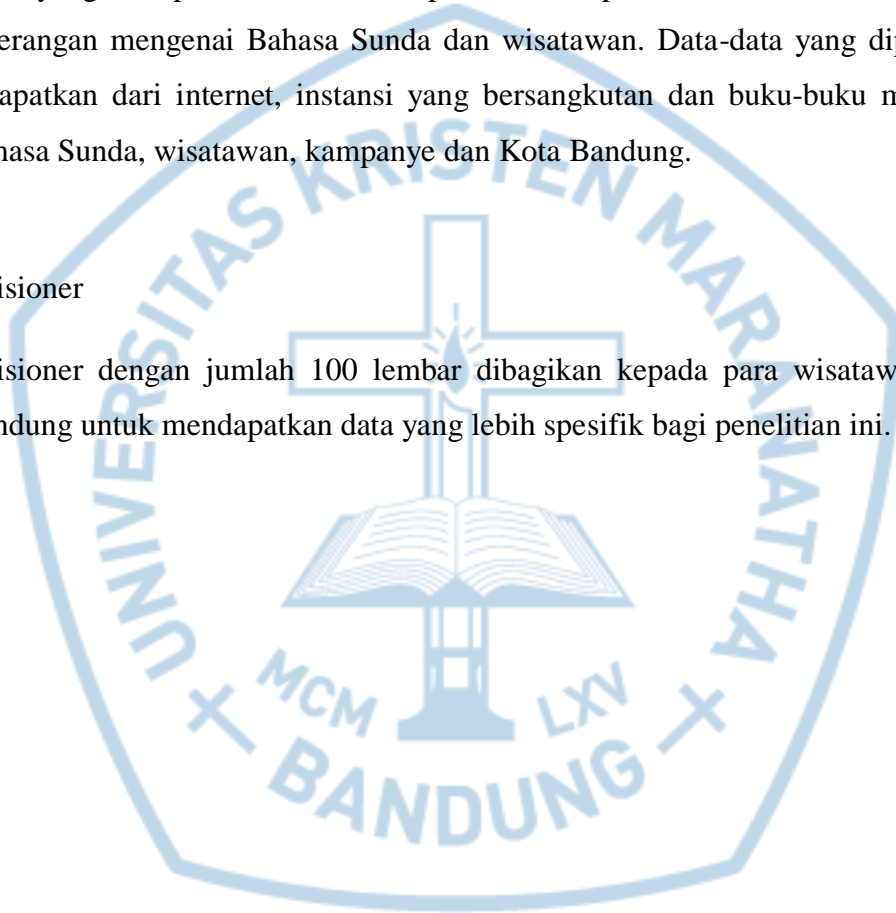 erangan mengenai Bahasa Sunda dan wisatawan. Data-data yang dip
apatkan dari internet, instansi yang bersangkutan dan buku-buku m
hasa Sunda, wisatawan, kampanye dan Kota Bandung.
isioner
isioner dengan jumlah 100 lembar dibagikan kepada para wisataw
ndung untuk mendapatkan data yang lebih spesifik bagi penelitian ini.
UNIVERSITAS KRISTEN MARANATHA
MCM LXV
BANDUNG